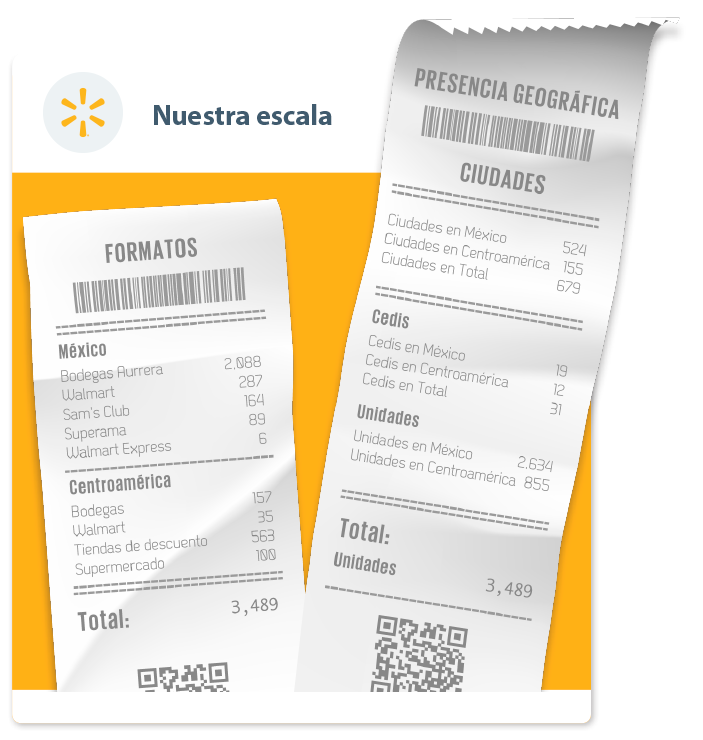 Nuestra escala
FORMATOS
México
Bodegas Aurrera 2,088
Walmart 287
Sam's Club 164
Superama 89
Walmart Express 6
Centroamérica
Bodegas 157
Walmart 35
Tiendas de descuento 563
Supermercado 100
Total: 3,489
PRESENCIA GEOGRÁFICA
CIUDADES
Ciudades en México 524
Ciudades en Centroamérica 155
Ciudades en Total 679
Cedis
Cedis en México 19
Cedis en Centroamérica 12
Cedis en Total 31
Unidades
Unidades en México 2.634
Unidades en Centroamérica 855
Total:
Unidades 3,489